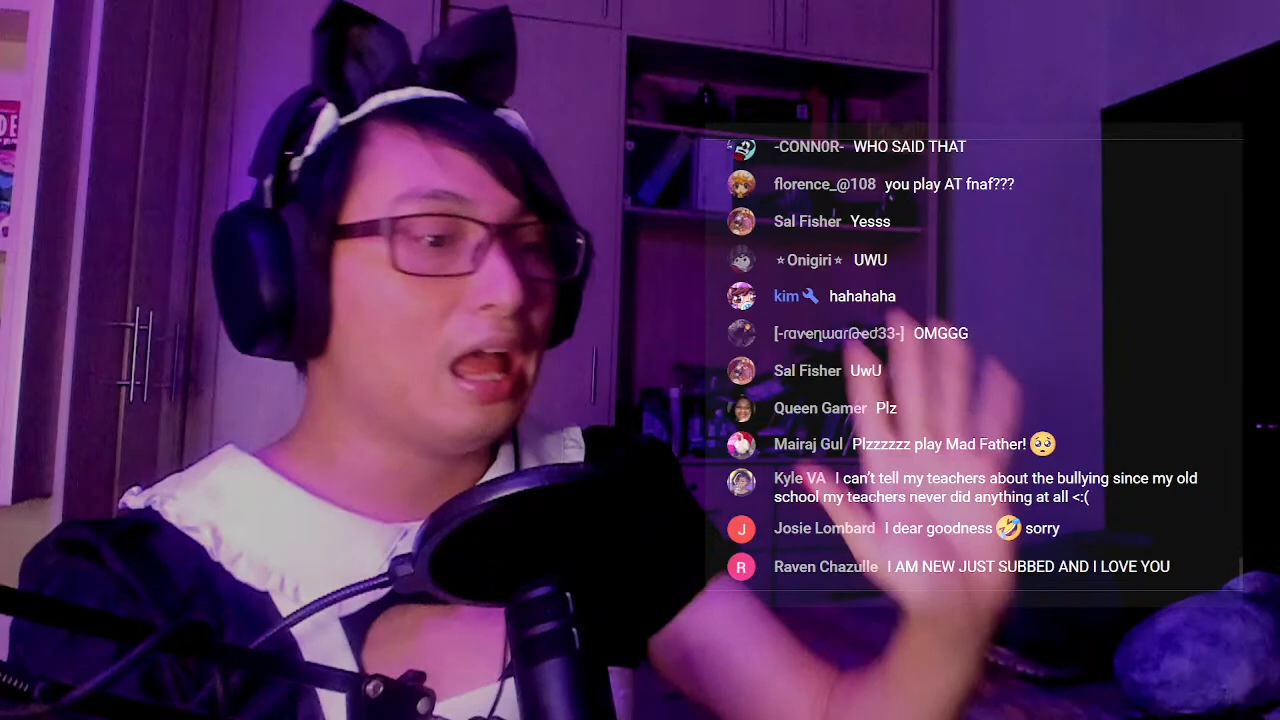 -CONN0R- WHO SAID THAT
florence_@108 you play AT fnaf???
Sal Fisher Yesss
⭐Onigiri⭐ UWU
kim🔧 hahahaha
OMGGG
Sal Fisher UwU
Queen Gamer Plz
Mairaj Gul Plzzzzzz play Mad Father!🥺
Kyle VA I can't tell my teachers about the bullying since my old
school my teachers never did anything at all <:(
J Josie Lombard I dear goodness 🤣 sorry
R Raven Chazulle I AM NEW JUST SUBBED AND I LOVE YOU